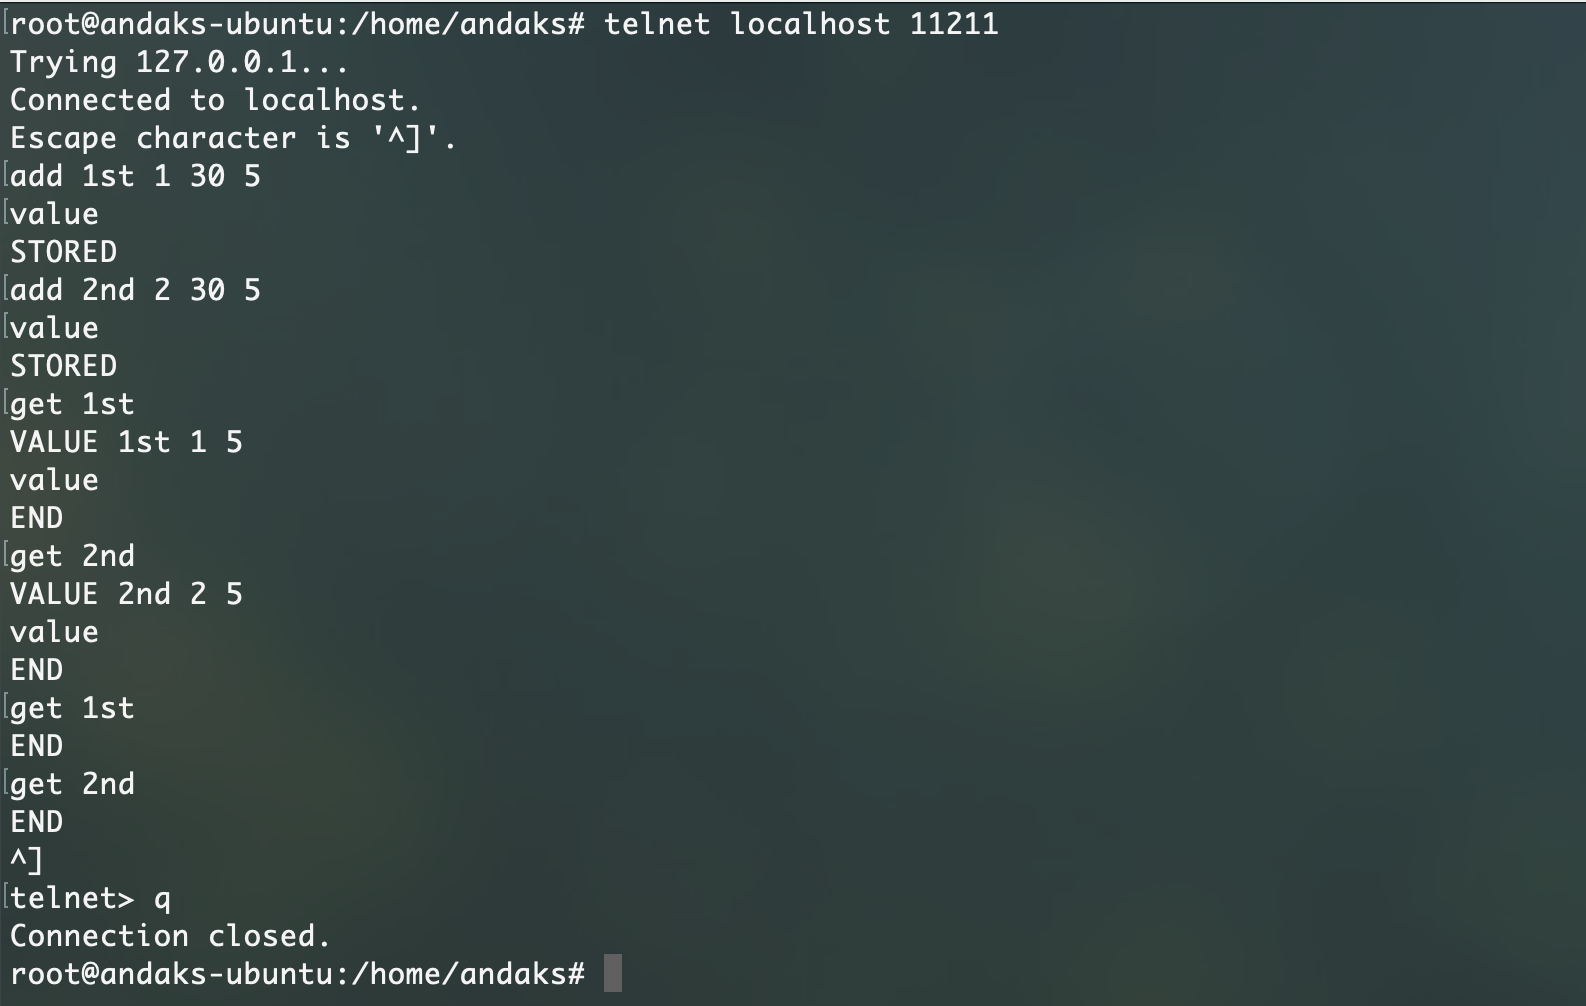 root@andaks-ubuntu:/home/andaks# telnet localhost 11211
Trying 127.0.0.1...
Connected to localhost.
Escape character is '^]'.
add 1st 1 30 5
value
STORED
add 2nd 2 30 5
value
STORED
get 1st
VALUE 1st 1 5
value
END
get 2nd
VALUE 2nd 2 5
value
END
get 1st
END
get 2nd
END
^]
telnet> q
Connection closed.
root@andaks-ubuntu:/home/andaks#